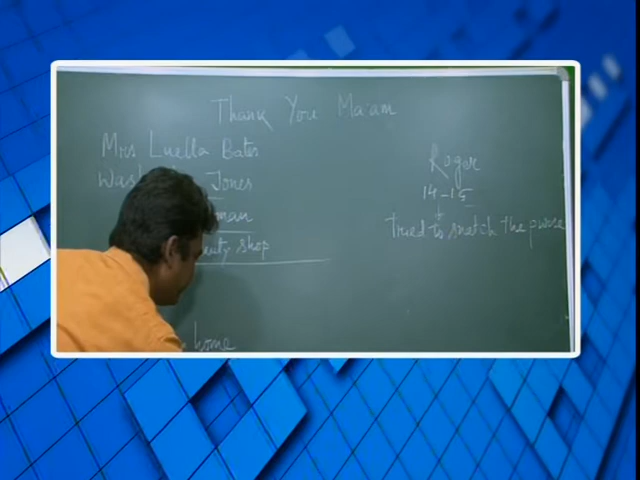 Thank You Ma'am
Mrs Luella Bates
Jones
Roger
14-15
Tried to snatch the purse
shop
home